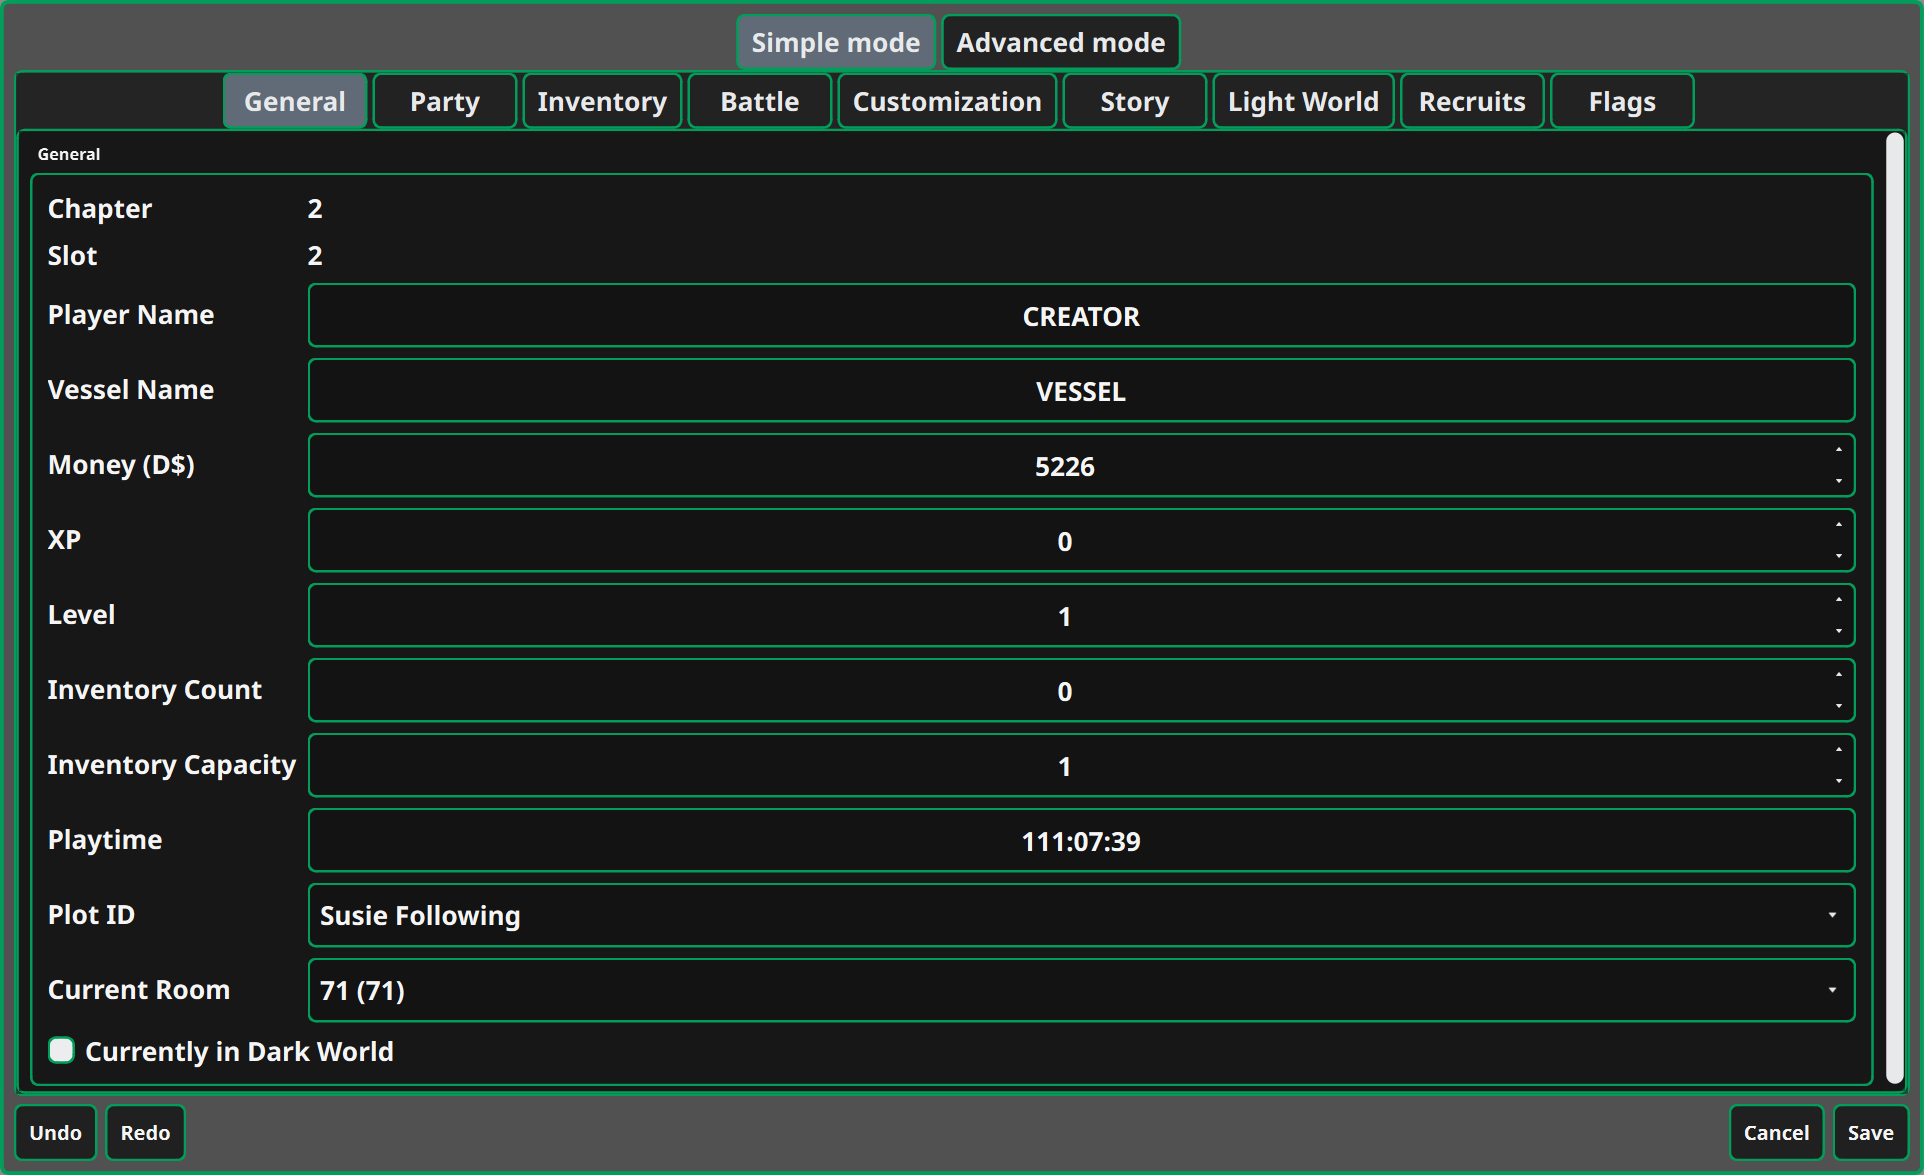 Simple mode Advanced mode
General Party Inventory Battle Customization Story Light World Recruits Flags
General
Chapter 2
Slot 2
Player Name CREATOR
Vessel Name VESSEL
Money (D$) 5226
XP 0
Level 1
Inventory Count 0
Inventory Capacity 1
Playtime 111:07:39
Plot ID Susie Following
Current Room 71 (71)
Currently in Dark World
Undo Redo Cancel Save